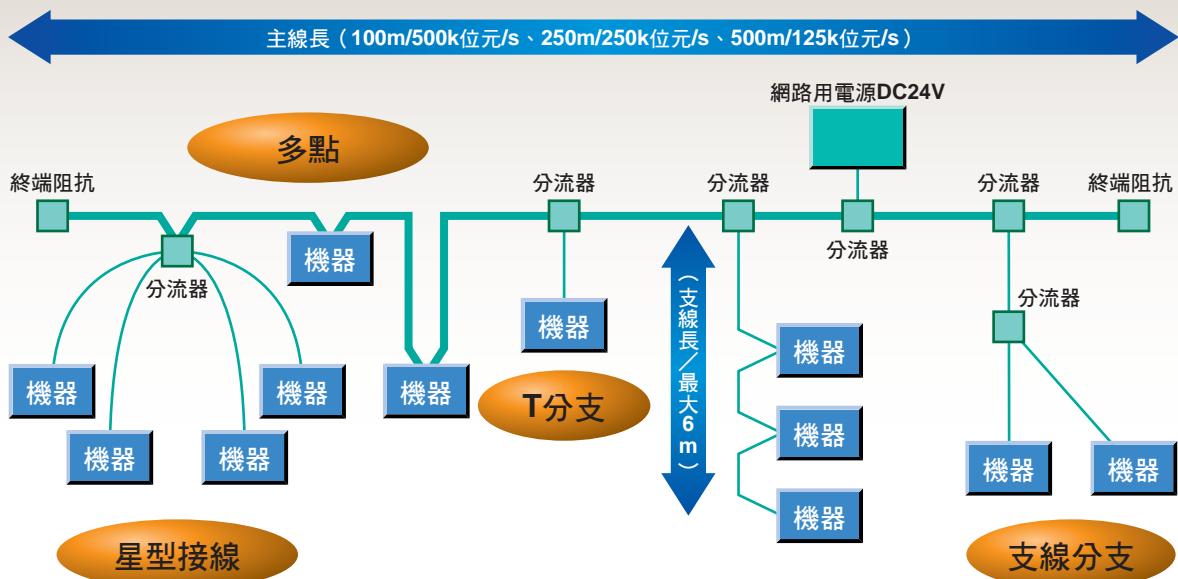 主線長（100m/500k位元/s、250m/250k位元/s、500m/125k位元/s）
網路用電源DC24V
多點
終端阻抗
分流器
分流器
分流器
終端阻抗
分流器
機器
分流器
分流器
機器
（支線長／最大6m）
機器
機器
機器
機器
T分支
機器
機器
機器
機器
機器
機器
機器
星型接線
支線分支